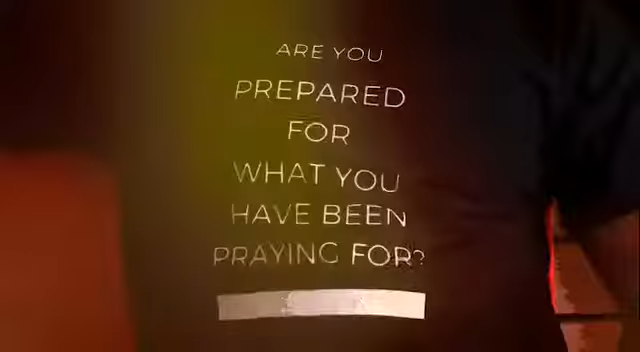 ARE YOU
PREPARED
FOR
WHAT YOU
HAVE BEEN
PRAYING FOR?